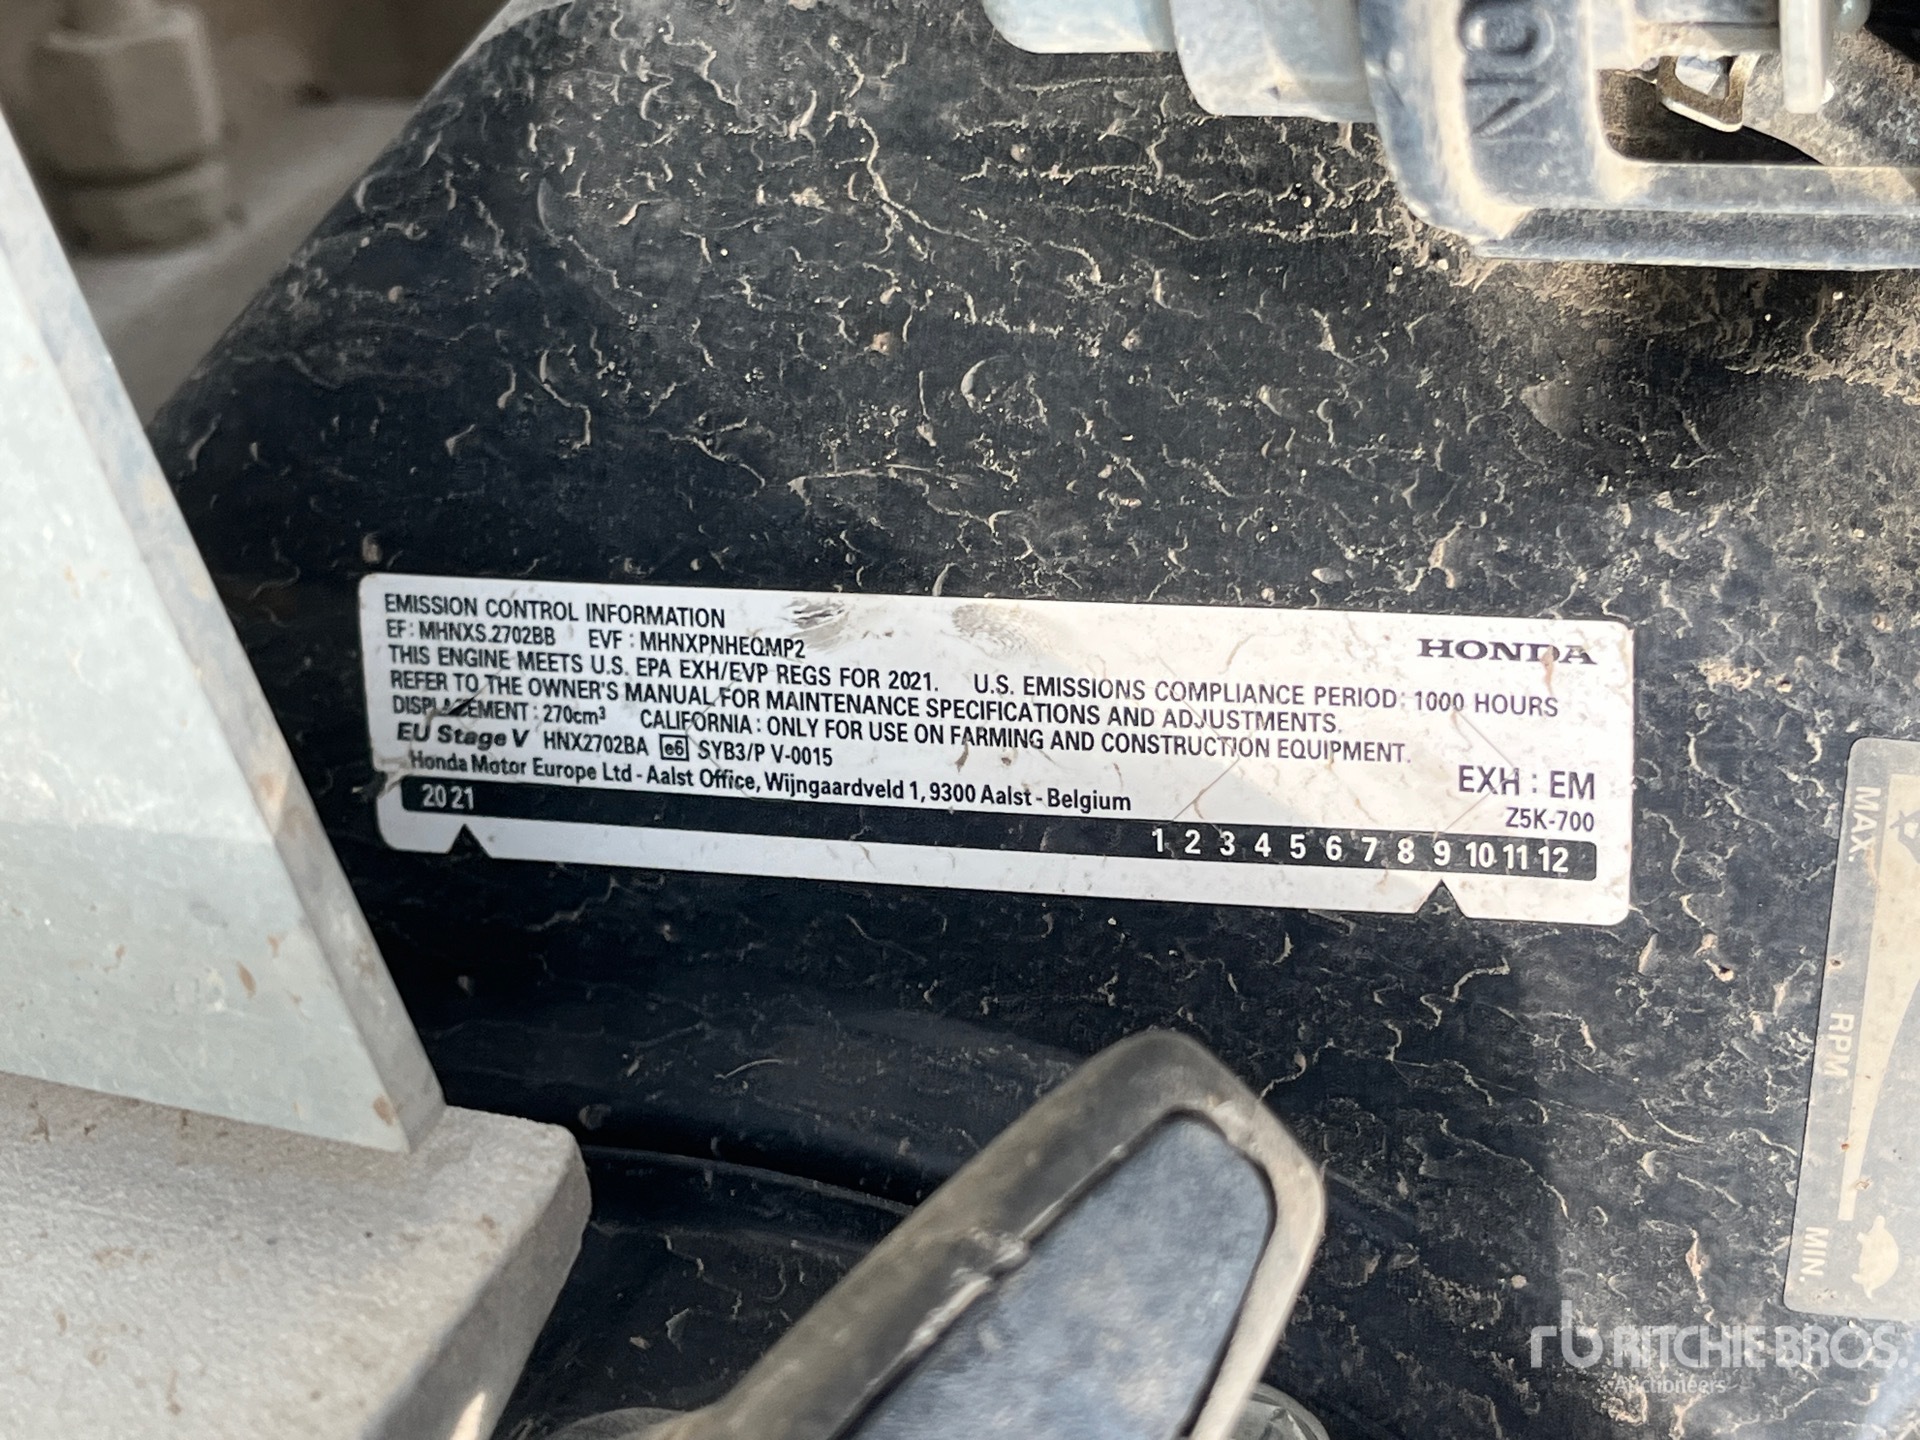 NO
EMISSION CONTROL INFORMATION
EF: MHNXS.2702BB EVF : MHNXPNHEQMP2
HONDA
THIS ENGINE MEETS U.S. EPA EXH/EVP REGS FOR 2021. U.S. EMISSIONS COMPLIANCE PERIOD: 1000 HOURS
REFER TO THE OWNER'S MANUAL FOR MAINTENANCE SPECIFICATIONS AND ADJUSTMENTS.
DISPLACEMENT : 270cm³ CALIFORNIA : ONLY FOR USE ON FARMING AND CONSTRUCTION EQUIPMENT.
EU Stage V HNX2702BA e6 SYB3/P V-0015
EXH : EM
Honda Motor Europe Ltd - Aalst Office, Wijngaardveld 1, 9300 Aalst - Belgium
Z5K-700
2021
1 2 3 4 5 6 7 8 9 10 11 12
MAX.
RPM
MIN.
rb RITCHIE BROS.
Auctioneers